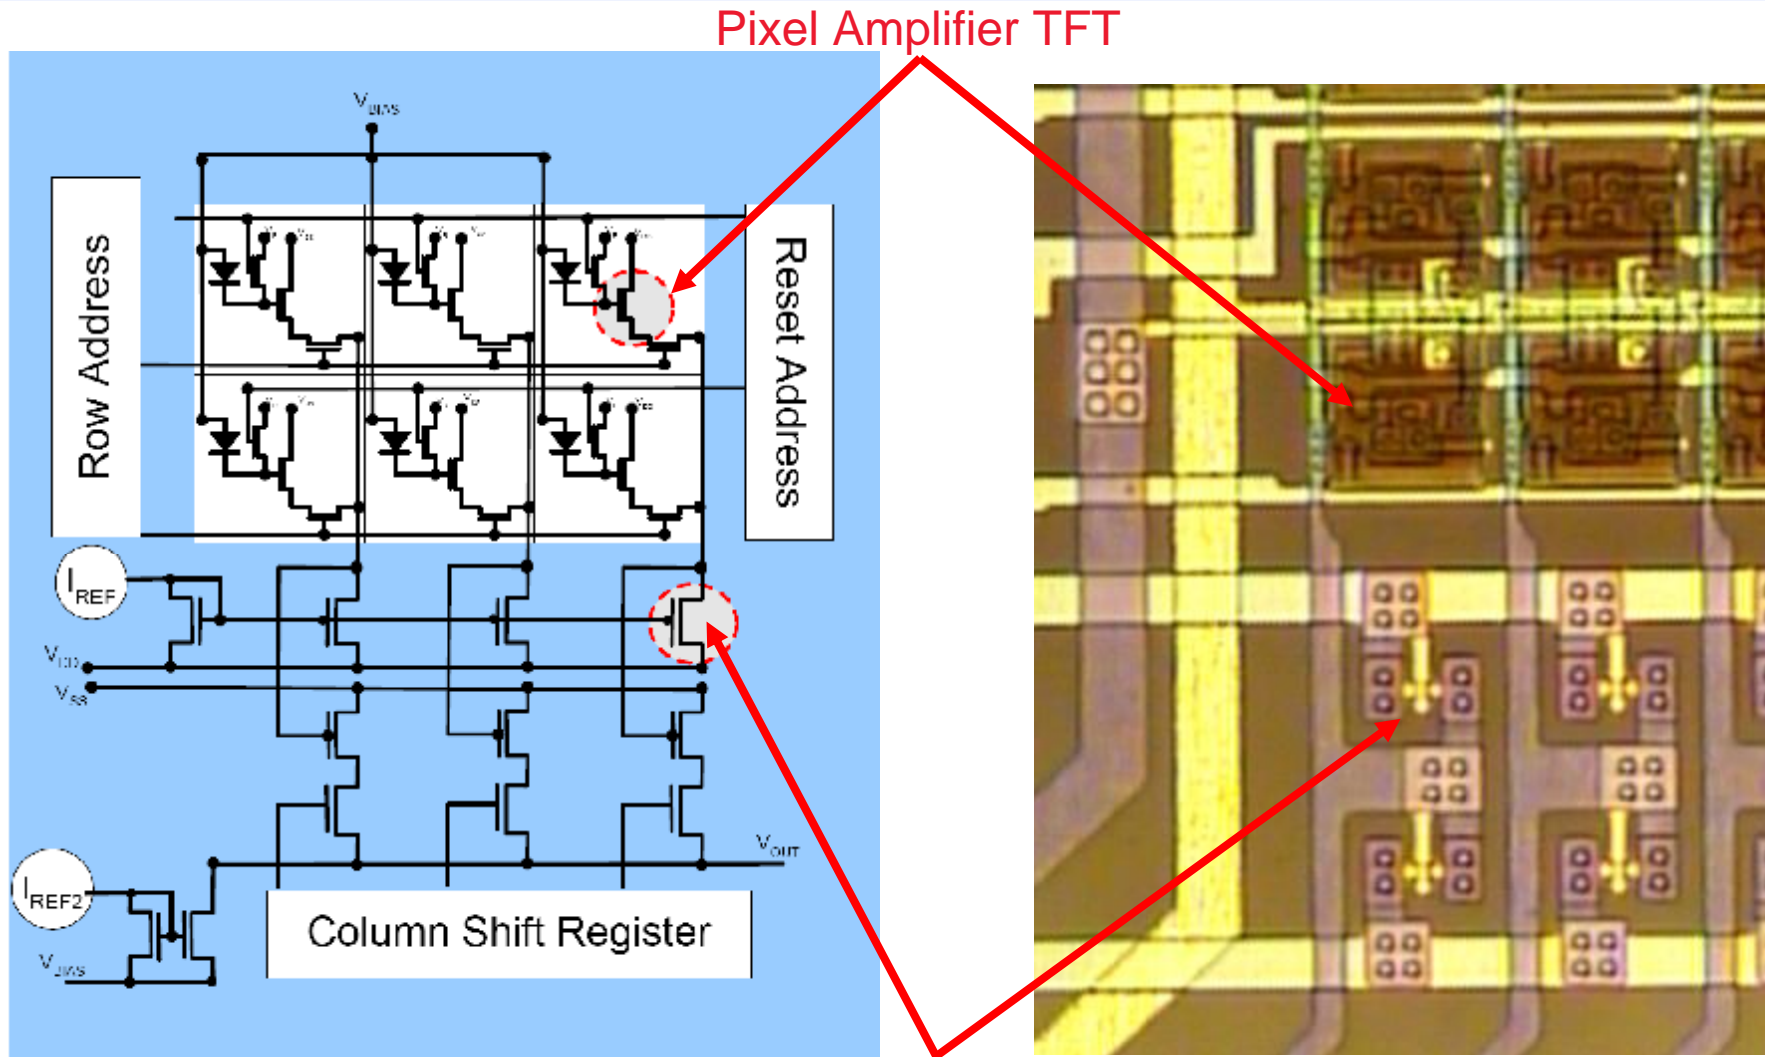 Pixel Amplifier TFT
VBIAS
Row Address
Reset Address
IREF
VDD
VSS
VOUT
IREF2
VBIAS
Column Shift Register